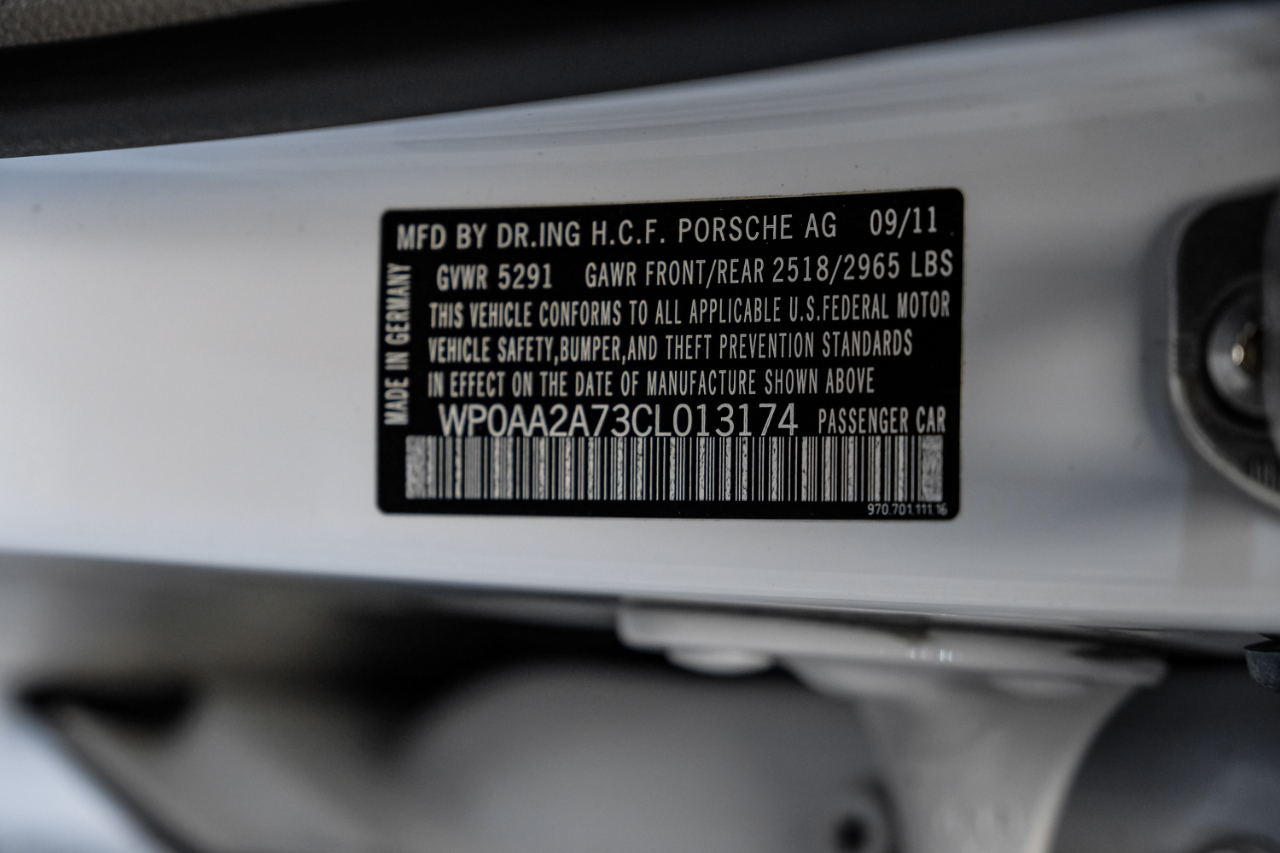 MFD BY DR.ING H.C.F. PORSCHE AG 09/11
GVWR 5291 GAWR FRONT/REAR 2518/2965 LBS
THIS VEHICLE CONFORMS TO ALL APPLICABLE U.S.FEDERAL MOTOR
VEHICLE SAFETY,BUMPER,AND THEFT PREVENTION STANDARDS
IN EFFECT ON THE DATE OF MANUFACTURE SHOWN ABOVE
WP0AA2A73CL013174 PASSENGER CAR
970.701.111.16
MADE IN GERMANY